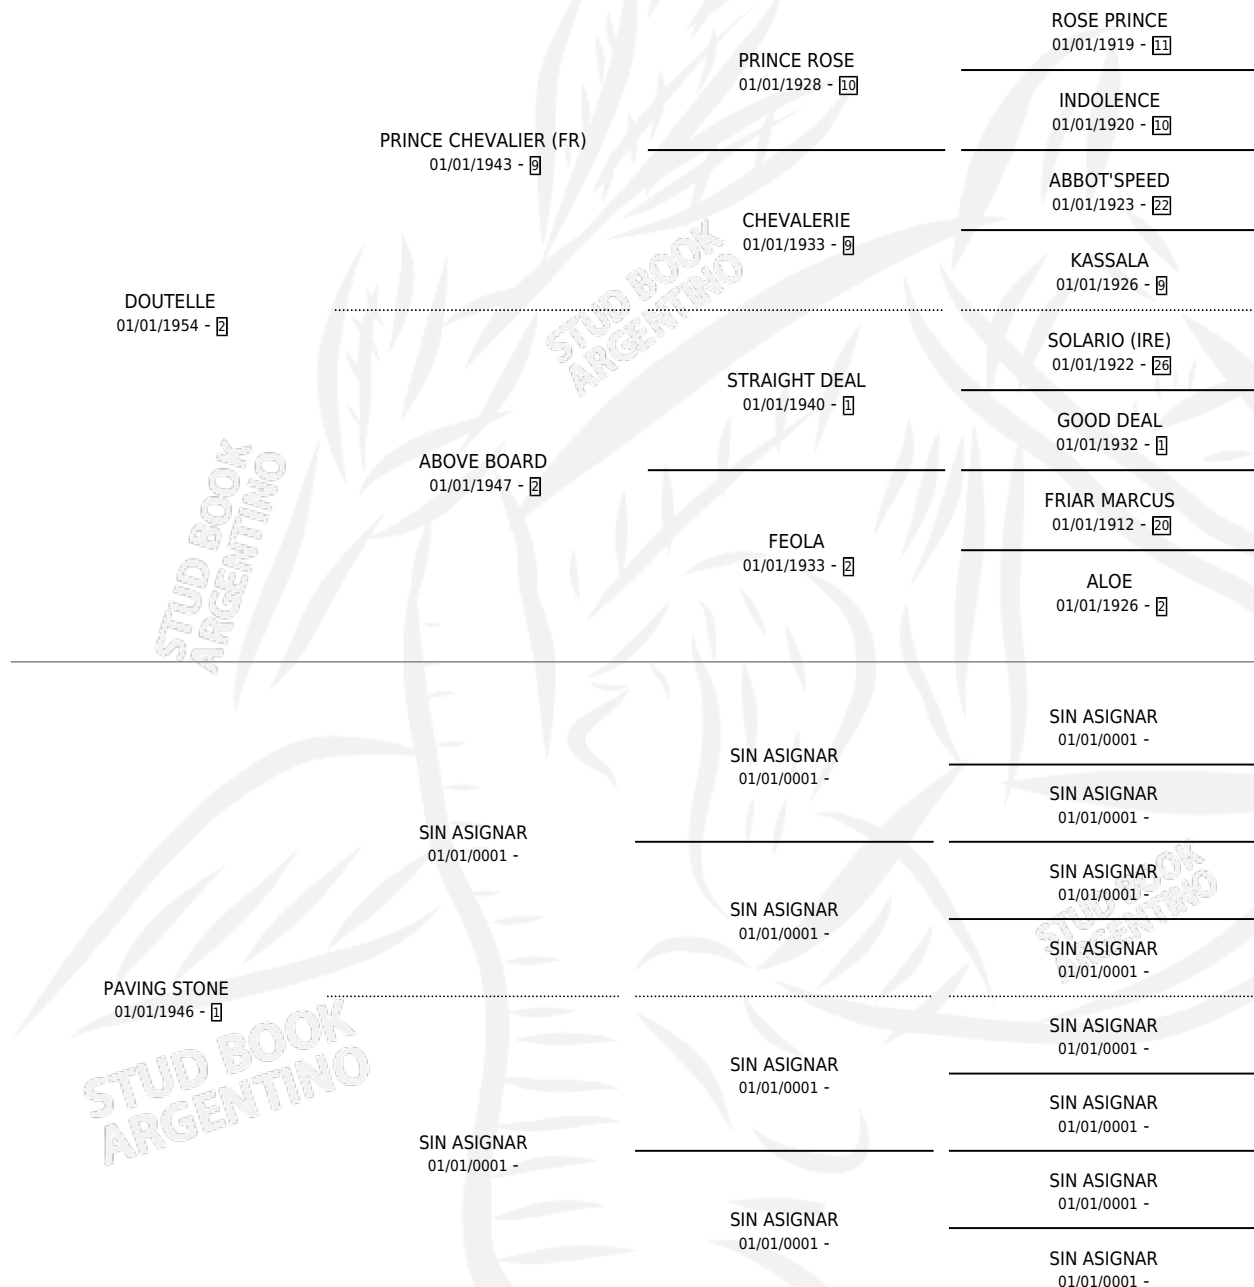 ROSE PRINCE
01/01/1919 - 11
PRINCE ROSE
01/01/1928 - 10
INDOLENCE
01/01/1920 - 10
PRINCE CHEVALIER (FR)
01/01/1943 - 9
ABBOT'SPEED
01/01/1923 - 22
CHEVALERIE
01/01/1933 - 9
KASSALA
01/01/1926 - 9
DOUTELLE
01/01/1954 - 2
STUD BOOK
ARGENTINO
SOLARIO (IRE)
01/01/1922 - 26
STRAIGHT DEAL
01/01/1940 - 1
GOOD DEAL
01/01/1932 - 1
ABOVE BOARD
01/01/1947 - 2
FRIAR MARCUS
01/01/1912 - 20
FEOLA
01/01/1933 - 2
ALOE
01/01/1926 - 2
STUD BOOK
ARGENTINO
SIN ASIGNAR
01/01/0001 -
SIN ASIGNAR
01/01/0001 -
SIN ASIGNAR
01/01/0001 -
SIN ASIGNAR
01/01/0001 -
SIN ASIGNAR
01/01/0001 -
SIN ASIGNAR
01/01/0001 -
SIN ASIGNAR
01/01/0001 -
STUD BOOK
ARGENTINO
PAVING STONE
01/01/1946 - 1
STUD BOOK
ARGENTINO
SIN ASIGNAR
01/01/0001 -
SIN ASIGNAR
01/01/0001 -
SIN ASIGNAR
01/01/0001 -
SIN ASIGNAR
01/01/0001 -
SIN ASIGNAR
01/01/0001 -
SIN ASIGNAR
01/01/0001 -
SIN ASIGNAR
01/01/0001 -